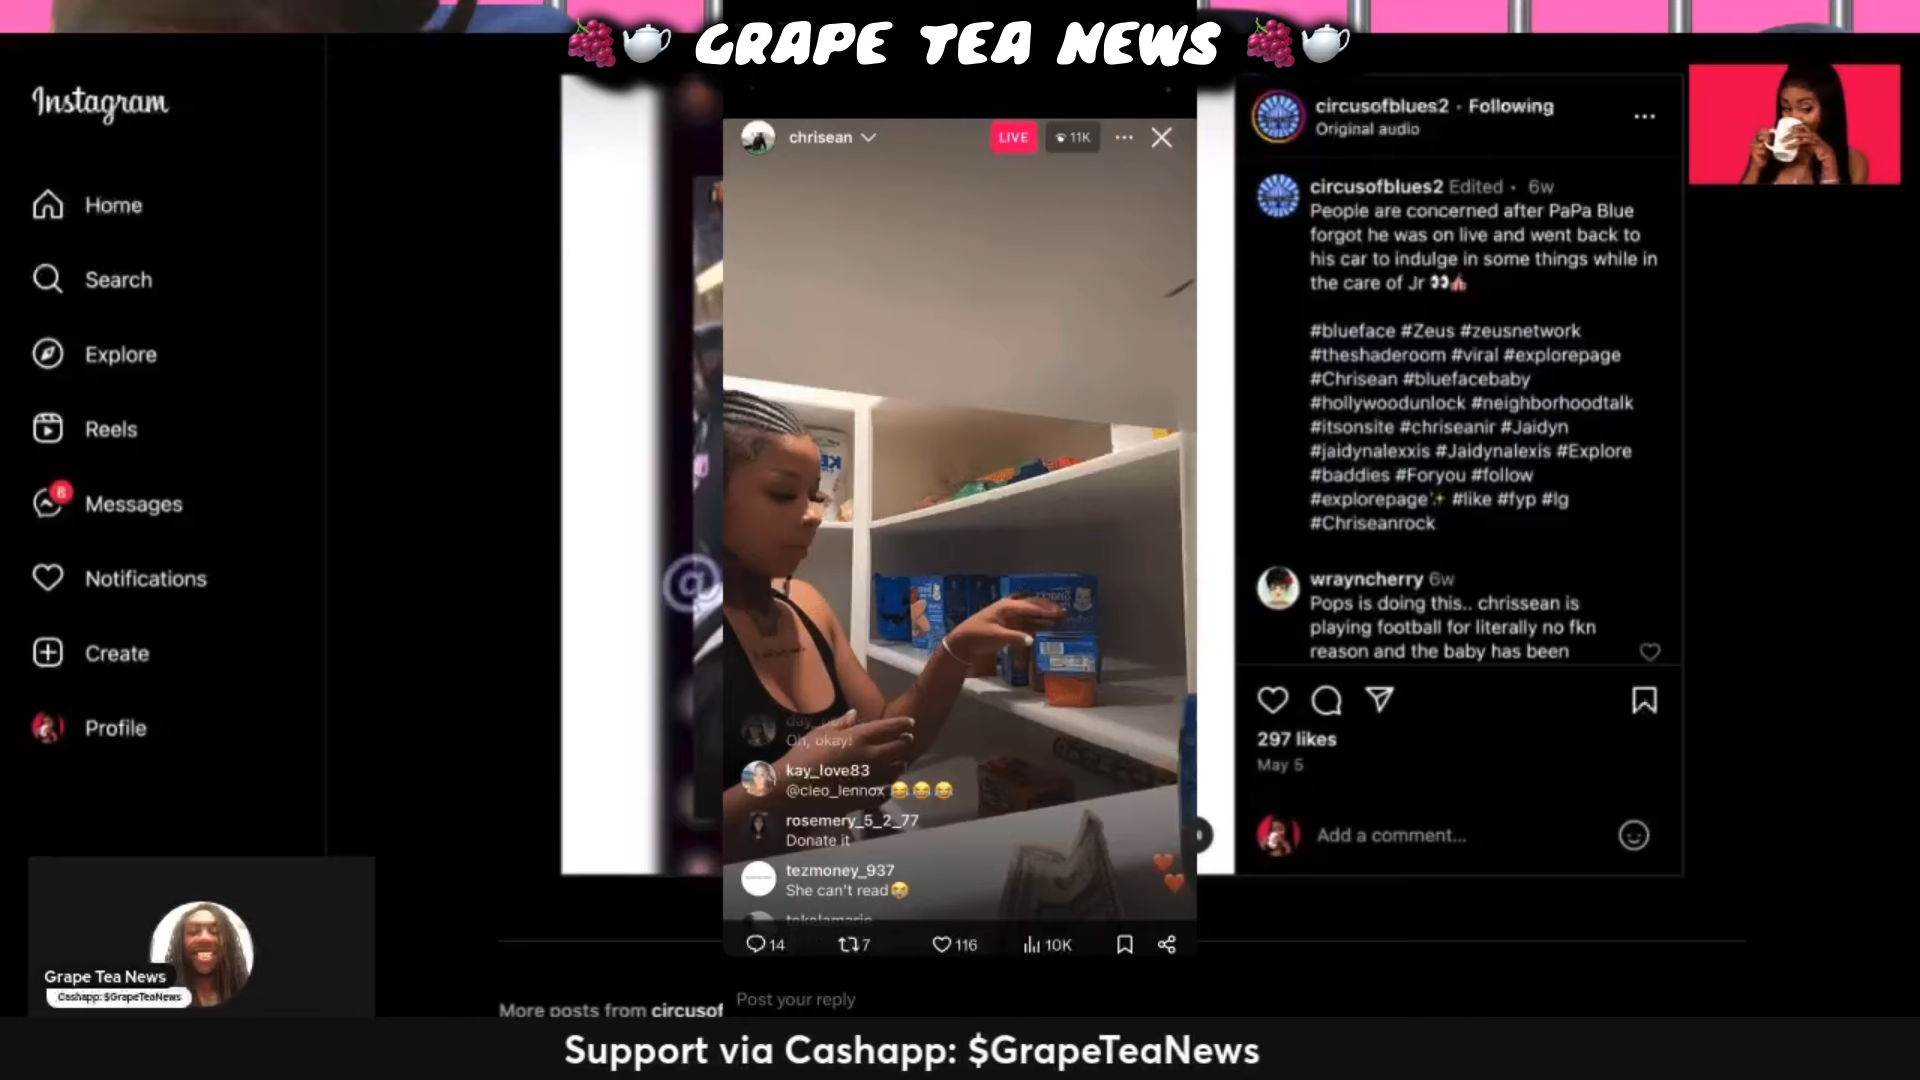 GRAPE TEA NEWS
Instagram
Home
Search
Explore
Reels
6
Messages
Notifications
Create
Profile
Grape Tea News
Cashapp: $GrapeTeaNews
@
chrisean
LIVE
11K
Oh, okay!
kay_love83
@cleo_lennox 😂😂😂
rosemery_5_2_77
Donate it
tezmoney_937
She can't read😢
tekelamarie
14
7
116
10K
Post your reply
More posts from circusof
circusofblues2 • Following
Original audio
circusofblues2 Edited • 6w
People are concerned after PaPa Blue
forgot he was on live and went back to
his car to indulge in some things while in
the care of Jr 👀🎪
#blueface #Zeus #zeusnetwork
#theshaderoom #viral #explorepage
#Chrisean #bluefacebaby
#hollywoodunlock #neighborhoodtalk
#itsonsite #chriseanir #Jaidyn
#jaidynalexxis #Jaidynalexis #Explore
#baddies #Foryou #follow
#explorepage✨ #like #fyp #Ig
#Chriseanrock
wrayncherry 6w
Pops is doing this.. chrissean is
playing football for literally no fkn
reason and the baby has been
297 likes
May 5
Add a comment...
Support via Cashapp: $GrapeTeaNews